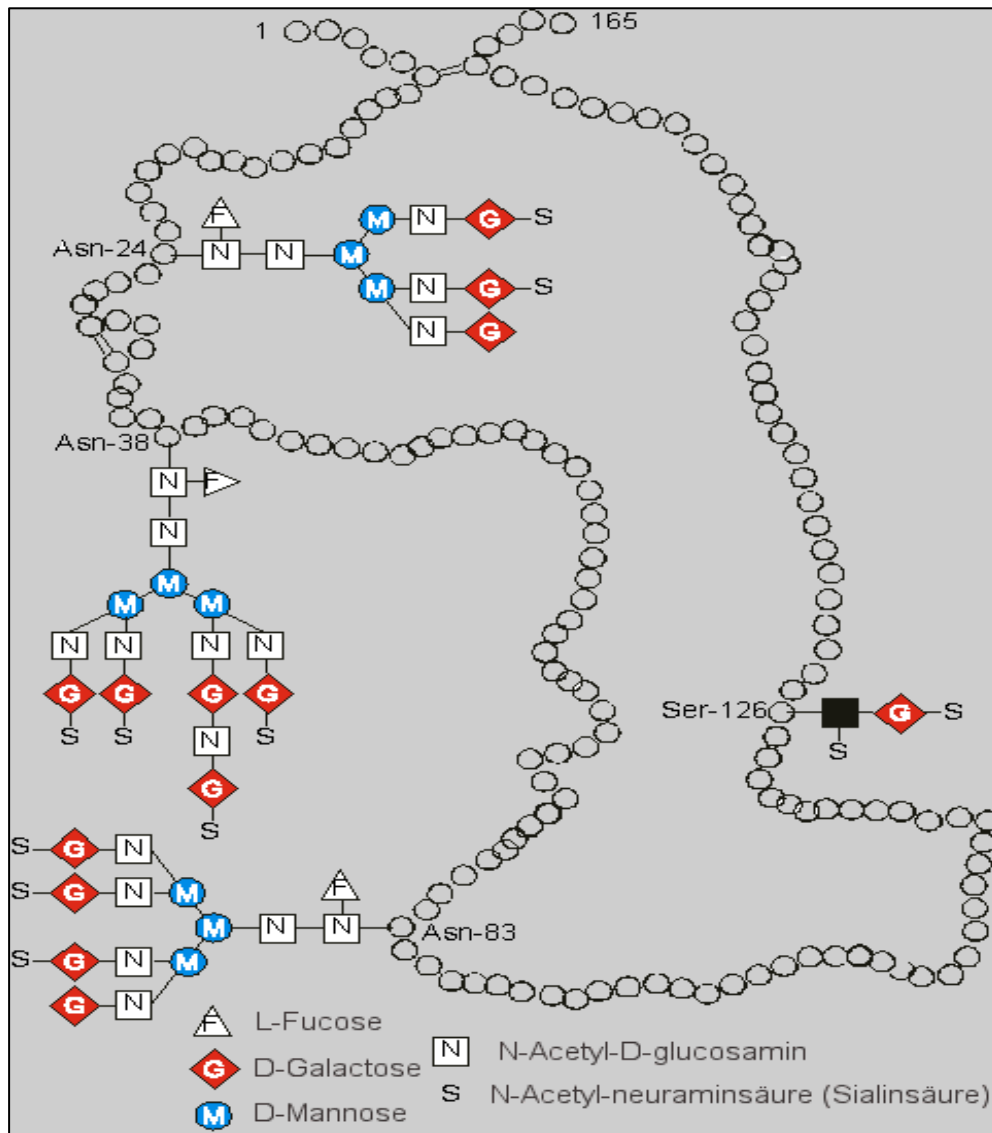 1
165
F
M N G S
Asn-24
N N M
M N G S
N G
Asn-38
N F
N
M
M M
N N N N
G G G G
S S S
N
G
S
Ser-126
G S
S
S G N
S G N M
F
M N N
Asn-83
S G N M
G N
F L-Fucose
G D-Galactose
M D-Mannose
N N-Acetyl-D-glucosamin
S N-Acetyl-neuraminsäure (Sialinsäure)